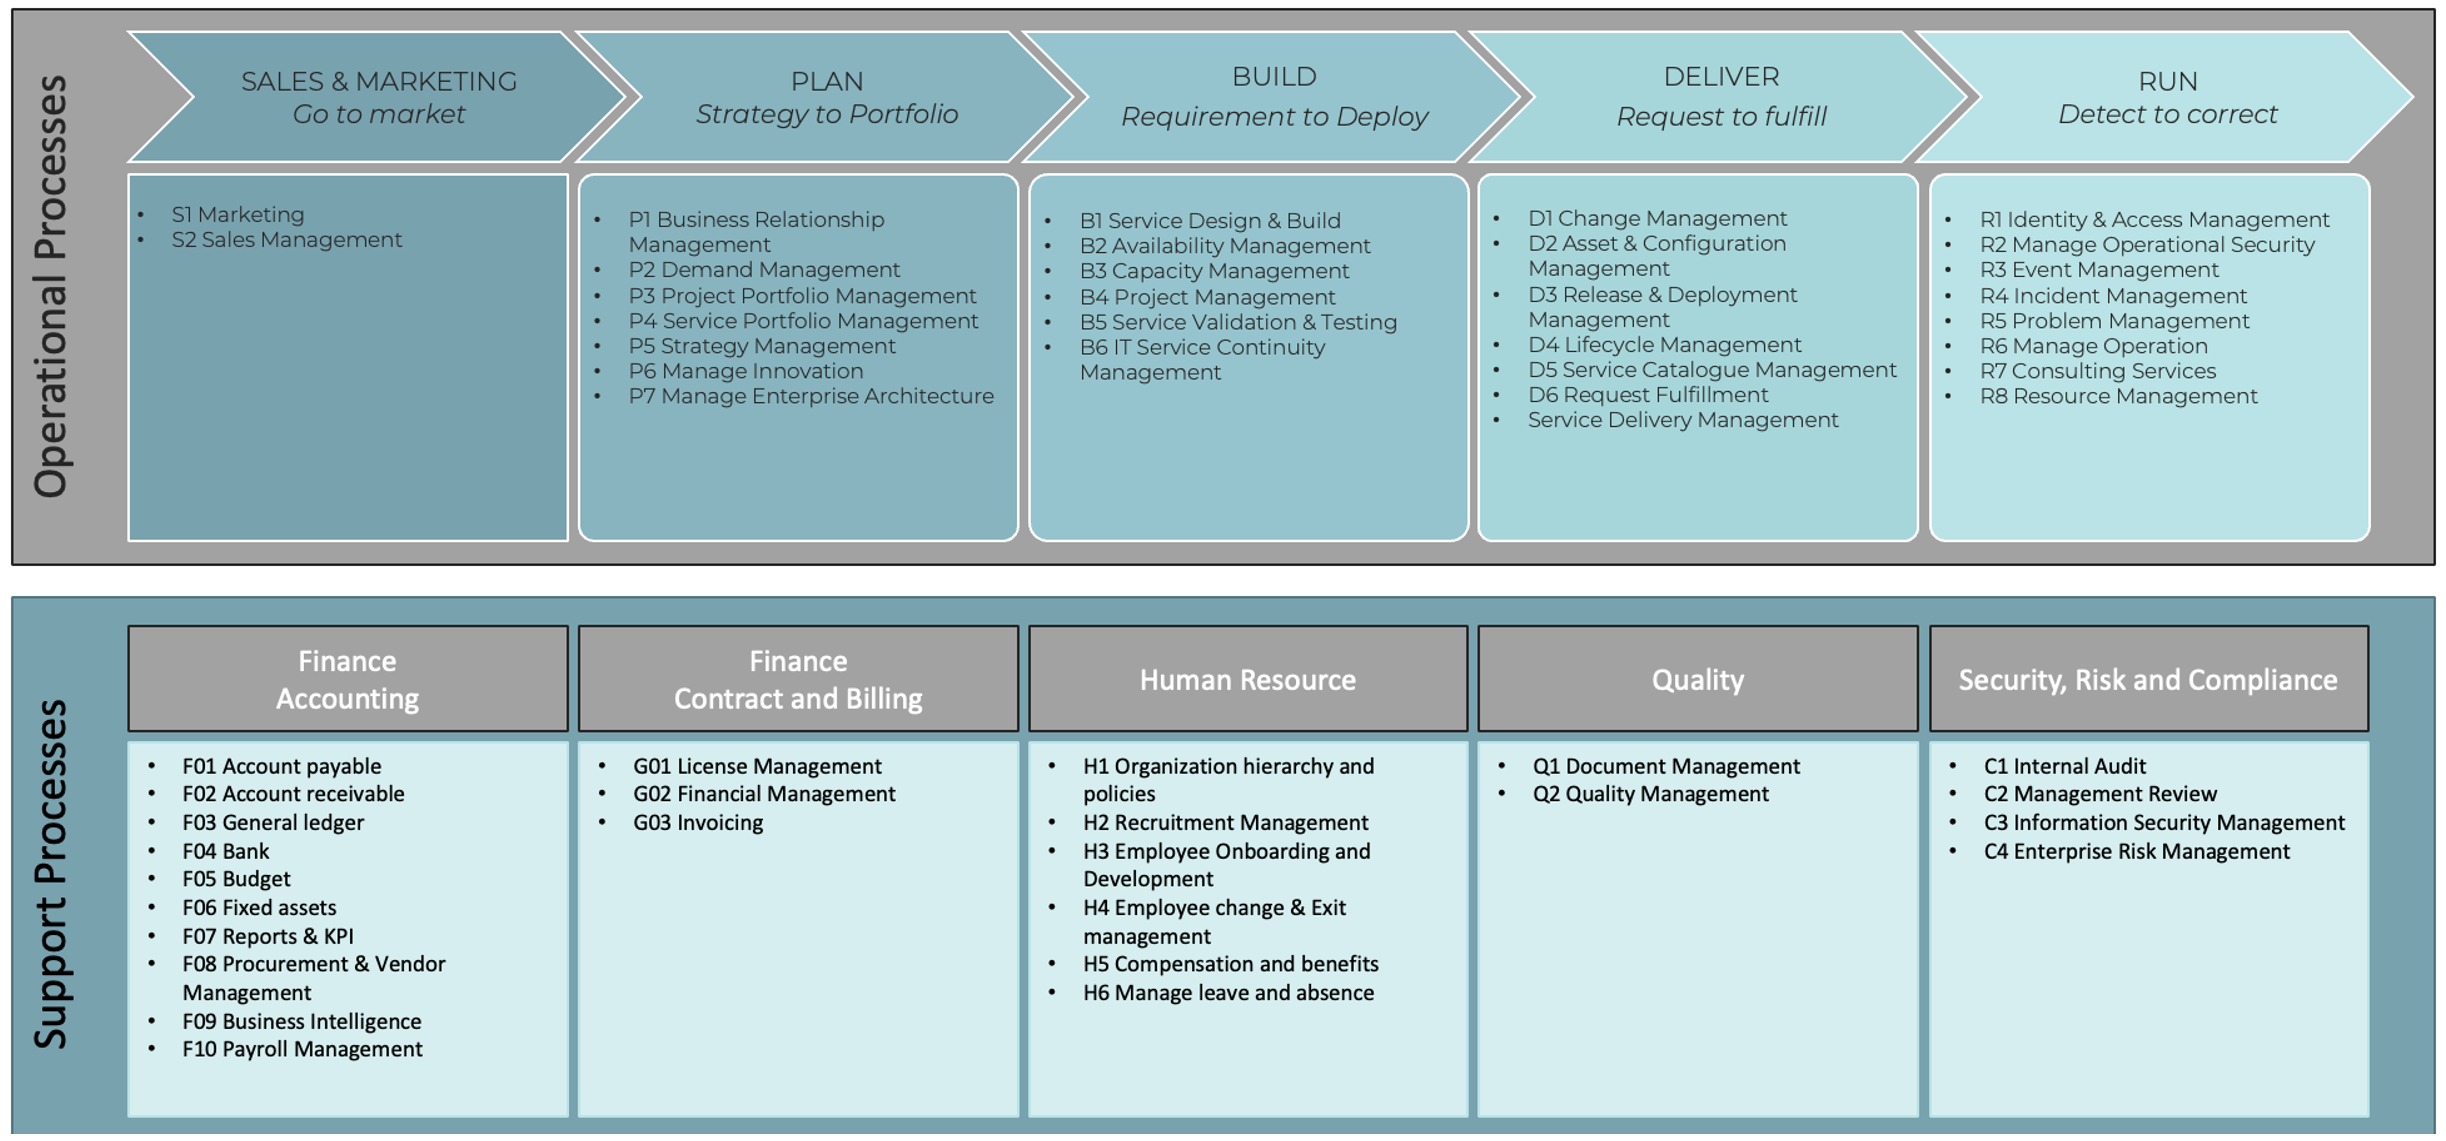 Operational Processes
SALES & MARKETING
Go to market
PLAN
Strategy to Portfolio
BUILD
Requirement to Deploy
DELIVER
Request to fulfill
RUN
Detect to correct
• S1 Marketing
• S2 Sales Management
• P1 Business Relationship
Management
• P2 Demand Management
• P3 Project Portfolio Management
• P4 Service Portfolio Management
• P5 Strategy Management
• P6 Manage Innovation
• P7 Manage Enterprise Architecture
• B1 Service Design & Build
• B2 Availability Management
• B3 Capacity Management
• B4 Project Management
• B5 Service Validation & Testing
• B6 IT Service Continuity
Management
• D1 Change Management
• D2 Asset & Configuration
Management
• D3 Release & Deployment
Management
• D4 Lifecycle Management
• D5 Service Catalogue Management
• D6 Request Fulfillment
• Service Delivery Management
• R1 Identity & Access Management
• R2 Manage Operational Security
• R3 Event Management
• R4 Incident Management
• R5 Problem Management
• R6 Manage Operation
• R7 Consulting Services
• R8 Resource Management
Support Processes
Finance
Accounting
Finance
Contract and Billing
Human Resource
Quality
Security, Risk and Compliance
• F01 Account payable
• F02 Account receivable
• F03 General ledger
• F04 Bank
• F05 Budget
• F06 Fixed assets
• F07 Reports & KPI
• F08 Procurement & Vendor
Management
• F09 Business Intelligence
• F10 Payroll Management
• G01 License Management
• G02 Financial Management
• G03 Invoicing
• H1 Organization hierarchy and
policies
• H2 Recruitment Management
• H3 Employee Onboarding and
Development
• H4 Employee change & Exit
management
• H5 Compensation and benefits
• H6 Manage leave and absence
• Q1 Document Management
• Q2 Quality Management
• C1 Internal Audit
• C2 Management Review
• C3 Information Security Management
• C4 Enterprise Risk Management